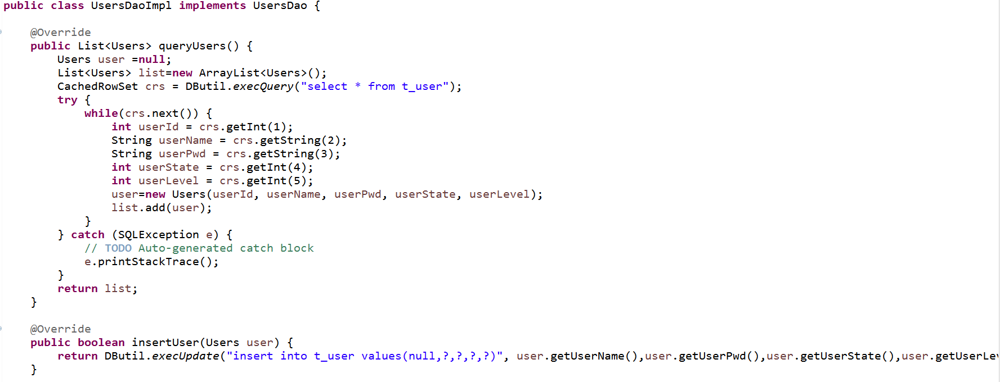 public class UsersDaoImpl implements UsersDao {
@Override
public List<Users> queryUsers() {
Users user =null;
List<Users> list=new ArrayList<Users>();
CachedRowSet crs = DButil.execQuery("select * from t_user");
try {
while(crs.next()) {
int userId = crs.getInt(1);
String userName = crs.getString(2);
String userPwd = crs.getString(3);
int userState = crs.getInt(4);
int userLevel = crs.getInt(5);
user=new Users(userId, userName, userPwd, userState, userLevel);
list.add(user);
}
} catch (SQLException e) {
// TODO Auto-generated catch block
e.printStackTrace();
}
return list;
}
@Override
public boolean insertUser(Users user) {
return DButil.execUpdate("insert into t_user values(null,?,?,?,?)", user.getUserName(),user.getUserPwd(),user.getUserState(),user.getUserLev
}